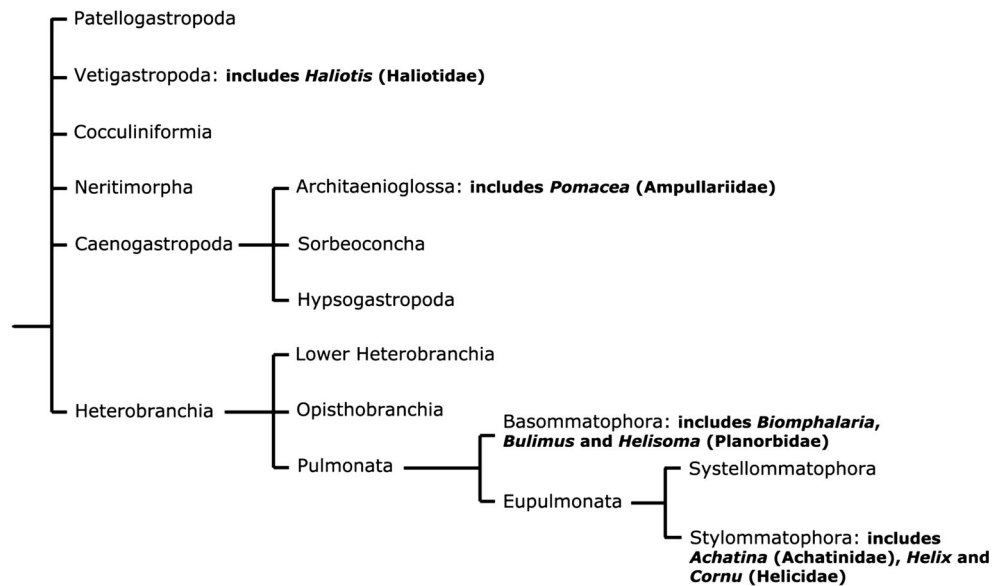 Patellogastropoda
Vetigastropoda: includes Haliotis (Haliotidae)
Cocculiniformia
Neritimorpha
Architaenioglossa: includes Pomacea (Ampullariidae)
Caenogastropoda
Sorbeoconcha
Hypsogastropoda
Lower Heterobranchia
Heterobranchia
Opisthobranchia
Basommatophora: includes Biomphalaria,
Bulimus and Helisoma (Planorbidae)
Pulmonata
Systellommatophora
Eupulmonata
Stylommatophora: includes
Achatina (Achatinidae), Helix and
Cornu (Helicidae)